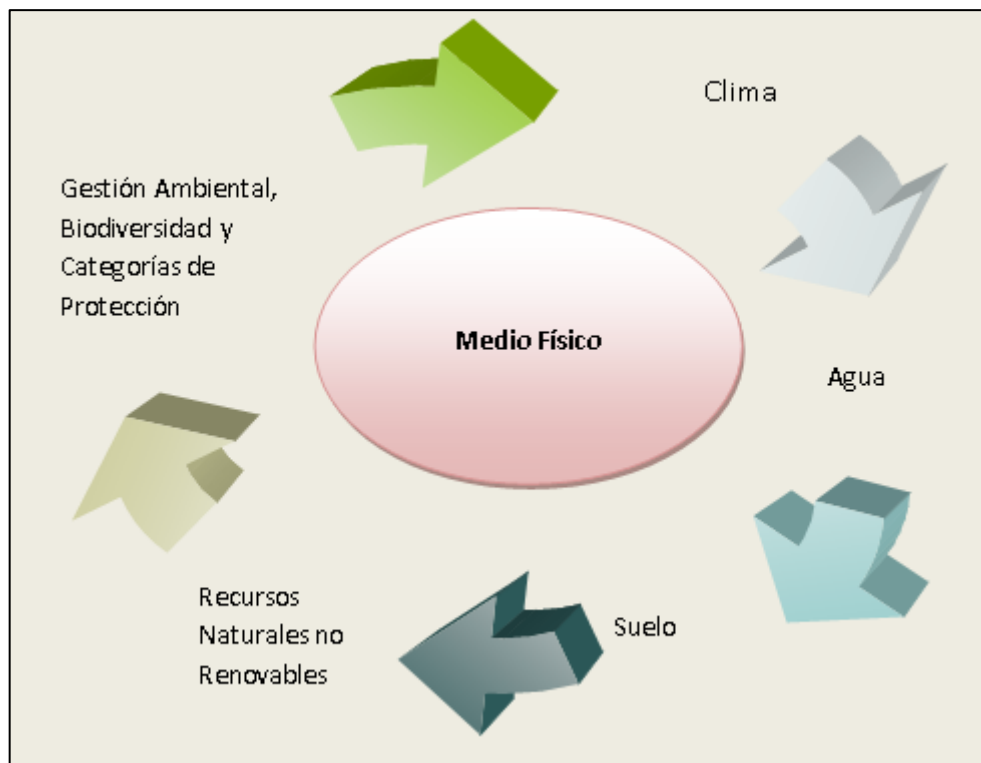 Clima
Gestión Ambiental,
Biodiversidad y
Categorías de
Protección
Medio Físico
Agua
Recursos
Naturales no
Renovables
Suelo